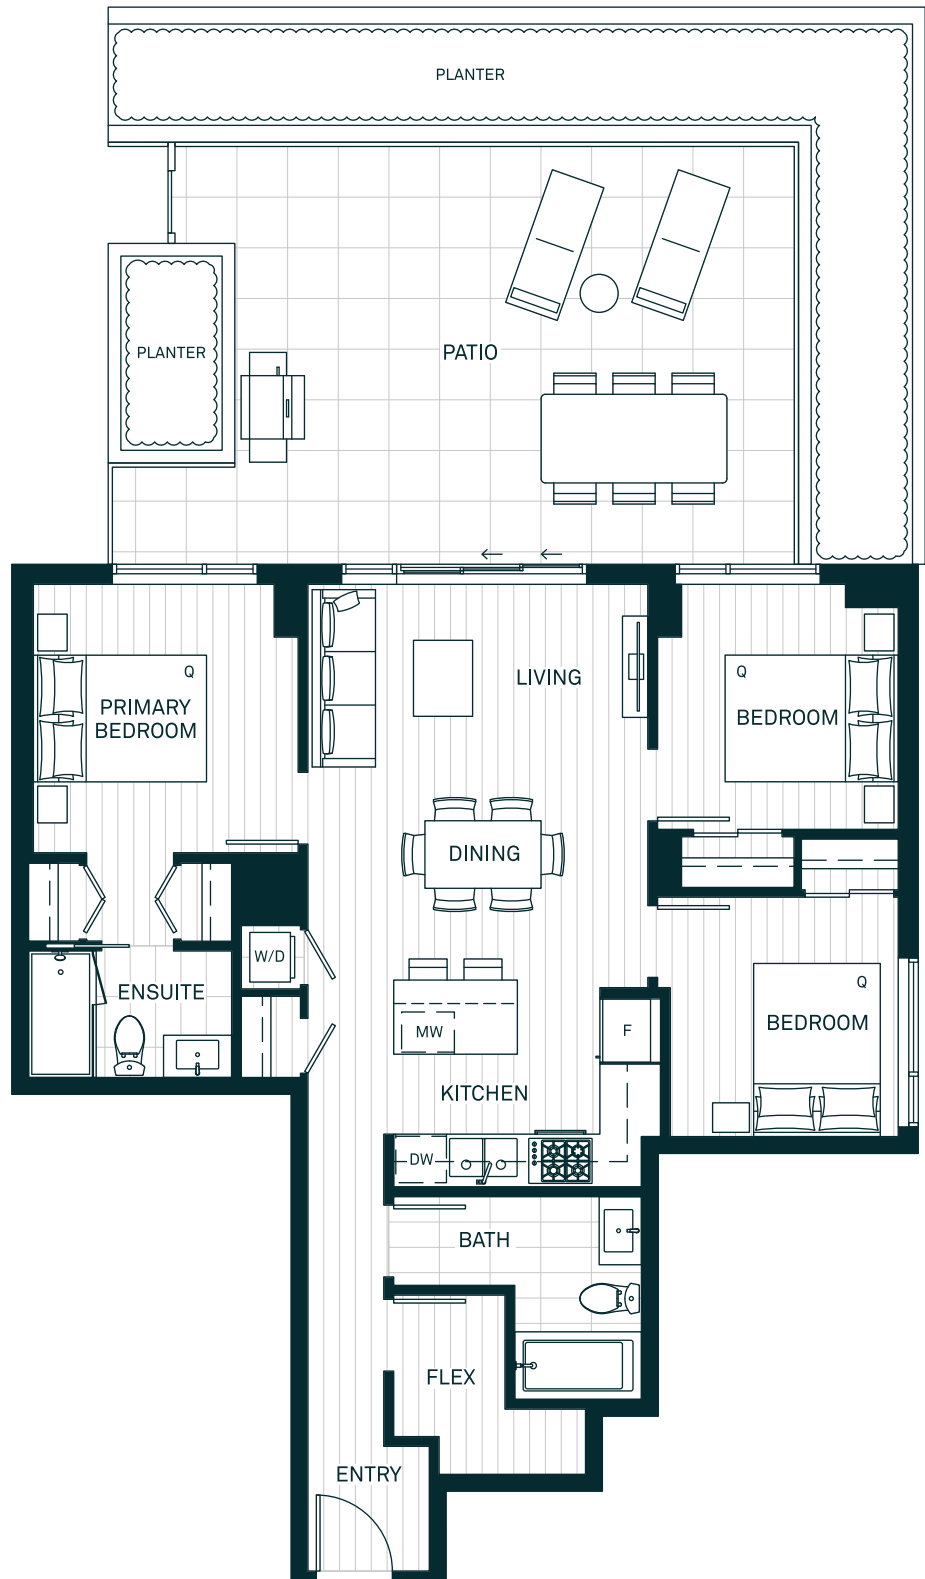 PLANTER
PLANTER
PATIO
Q
PRIMARY
BEDROOM
LIVING
Q
BEDROOM
DINING
W/D
ENSUITE
Q
BEDROOM
MW
F
KITCHEN
DW
BATH
FLEX
ENTRY